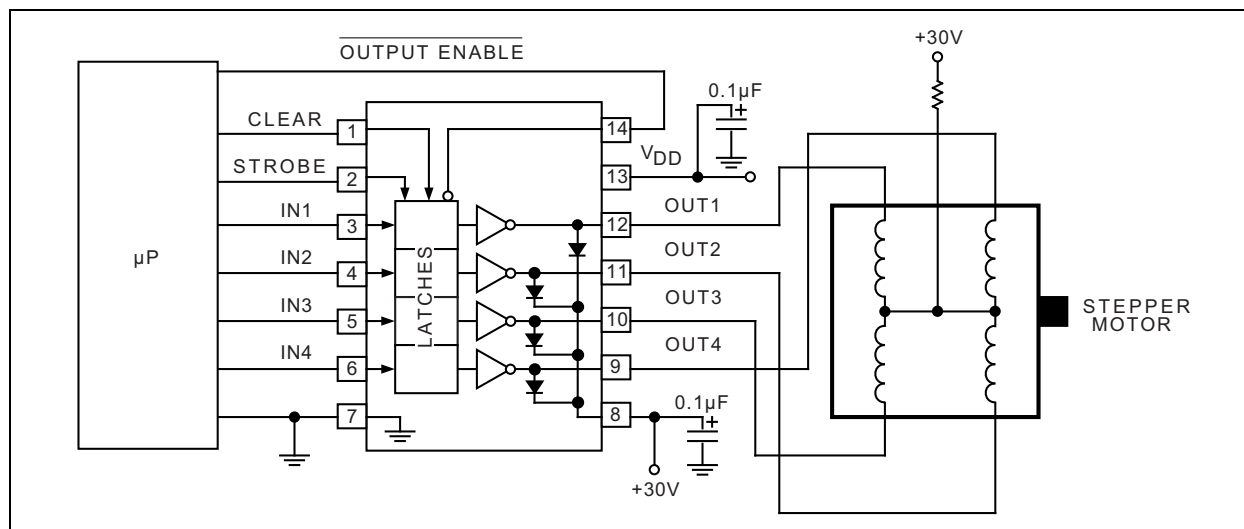 OUTPUT ENABLE
+30V
0.1µF
CLEAR
1
14
VDD
STROBE
2
13
IN1
3
12
OUT1
µP
IN2
4
11
OUT2
LATCHES
IN3
5
10
OUT3
STEPPER
MOTOR
IN4
6
9
OUT4
7
8
0.1µF
+30V
+
+